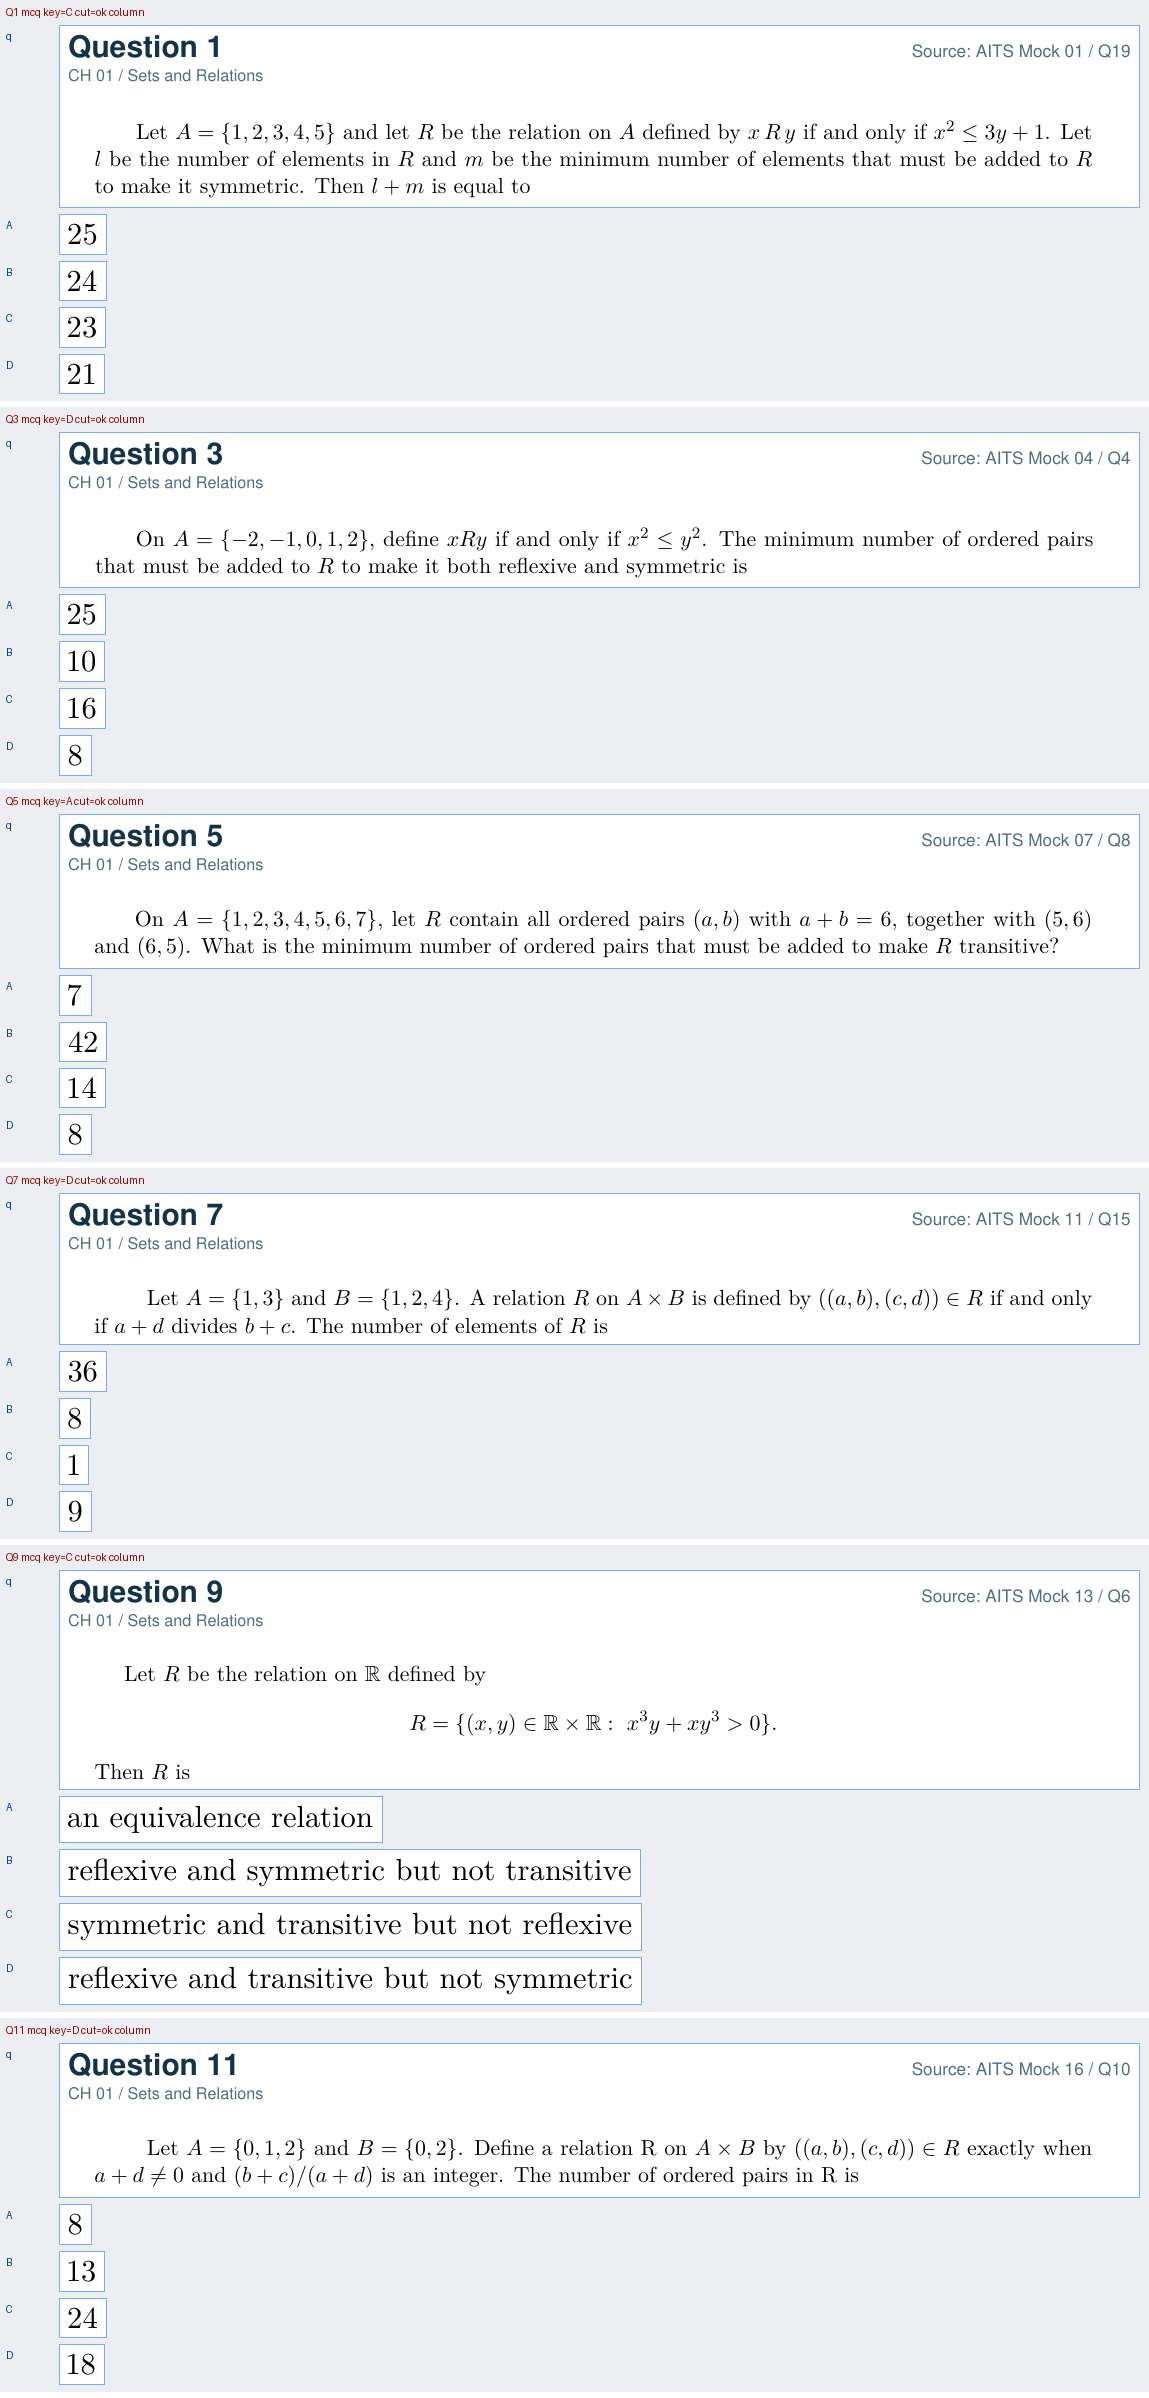 Q1 mcq key=C cut=ok column
q
Question 1
Source: AITS Mock 01 / Q19
CH 01 / Sets and Relations
Let A = {1, 2, 3, 4, 5} and let R be the relation on A defined by x R y if and only if x² ≤ 3y + 1. Let
l be the number of elements in R and m be the minimum number of elements that must be added to R
to make it symmetric. Then l + m is equal to
A
25
B
24
C
23
D
21
Q3 mcq key=D cut=ok column
q
Question 3
Source: AITS Mock 04 / Q4
CH 01 / Sets and Relations
On A = {−2, −1, 0, 1, 2}, define xRy if and only if x² ≤ y². The minimum number of ordered pairs
that must be added to R to make it both reflexive and symmetric is
A
25
B
10
C
16
D
8
Q5 mcq key=A cut=ok column
q
Question 5
Source: AITS Mock 07 / Q8
CH 01 / Sets and Relations
On A = {1, 2, 3, 4, 5, 6, 7}, let R contain all ordered pairs (a, b) with a + b = 6, together with (5, 6)
and (6, 5). What is the minimum number of ordered pairs that must be added to make R transitive?
A
7
B
42
C
14
D
8
Q7 mcq key=D cut=ok column
q
Question 7
Source: AITS Mock 11 / Q15
CH 01 / Sets and Relations
Let A = {1, 3} and B = {1, 2, 4}. A relation R on A × B is defined by ((a, b), (c, d)) ∈ R if and only
if a + d divides b + c. The number of elements of R is
A
36
B
8
C
1
D
9
Q9 mcq key=C cut=ok column
q
Question 9
Source: AITS Mock 13 / Q6
CH 01 / Sets and Relations
Let R be the relation on ℝ defined by
R = {(x, y) ∈ ℝ × ℝ : x³y + xy³ > 0}.
Then R is
A
an equivalence relation
B
reflexive and symmetric but not transitive
C
symmetric and transitive but not reflexive
D
reflexive and transitive but not symmetric
Q11 mcq key=D cut=ok column
q
Question 11
Source: AITS Mock 16 / Q10
CH 01 / Sets and Relations
Let A = {0, 1, 2} and B = {0, 2}. Define a relation R on A × B by ((a, b), (c, d)) ∈ R exactly when
a + d ≠ 0 and (b + c)/(a + d) is an integer. The number of ordered pairs in R is
A
8
B
13
C
24
D
18